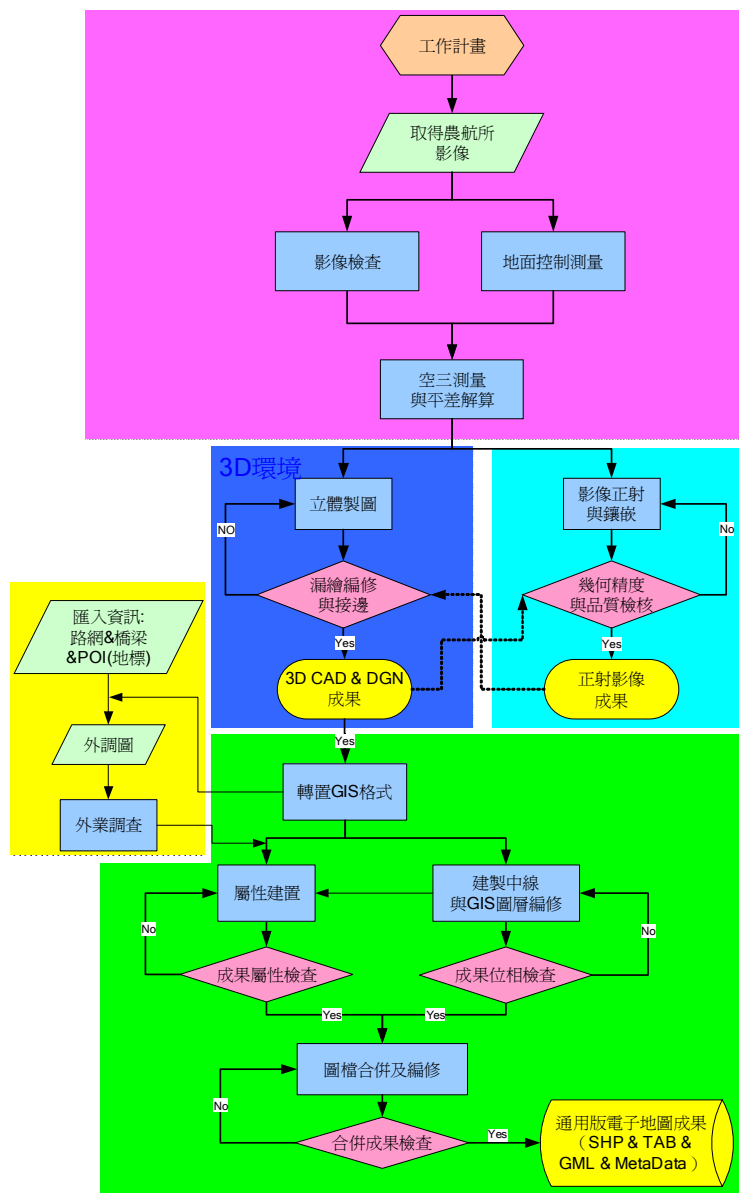 工作計畫
取得農航所
影像
影像檢查
地面控制測量
空三測量
與平差解算
3D環境
立體製圖
NO
漏繪編修
與接邊
Yes
3D CAD & DGN
成果
Yes
影像正射
與鑲嵌
No
幾何精度
與品質檢核
Yes
正射影像
成果
匯入資訊:
路網&橋梁
&POI(地標)
外調圖
外業調查
轉置GIS格式
屬性建置
建製中線
與GIS圖層編修
No
No
成果屬性檢查
成果位相檢查
Yes
Yes
圖檔合併及編修
No
合併成果檢查
Yes
通用版電子地圖成果
（SHP & TAB &
GML & MetaData）